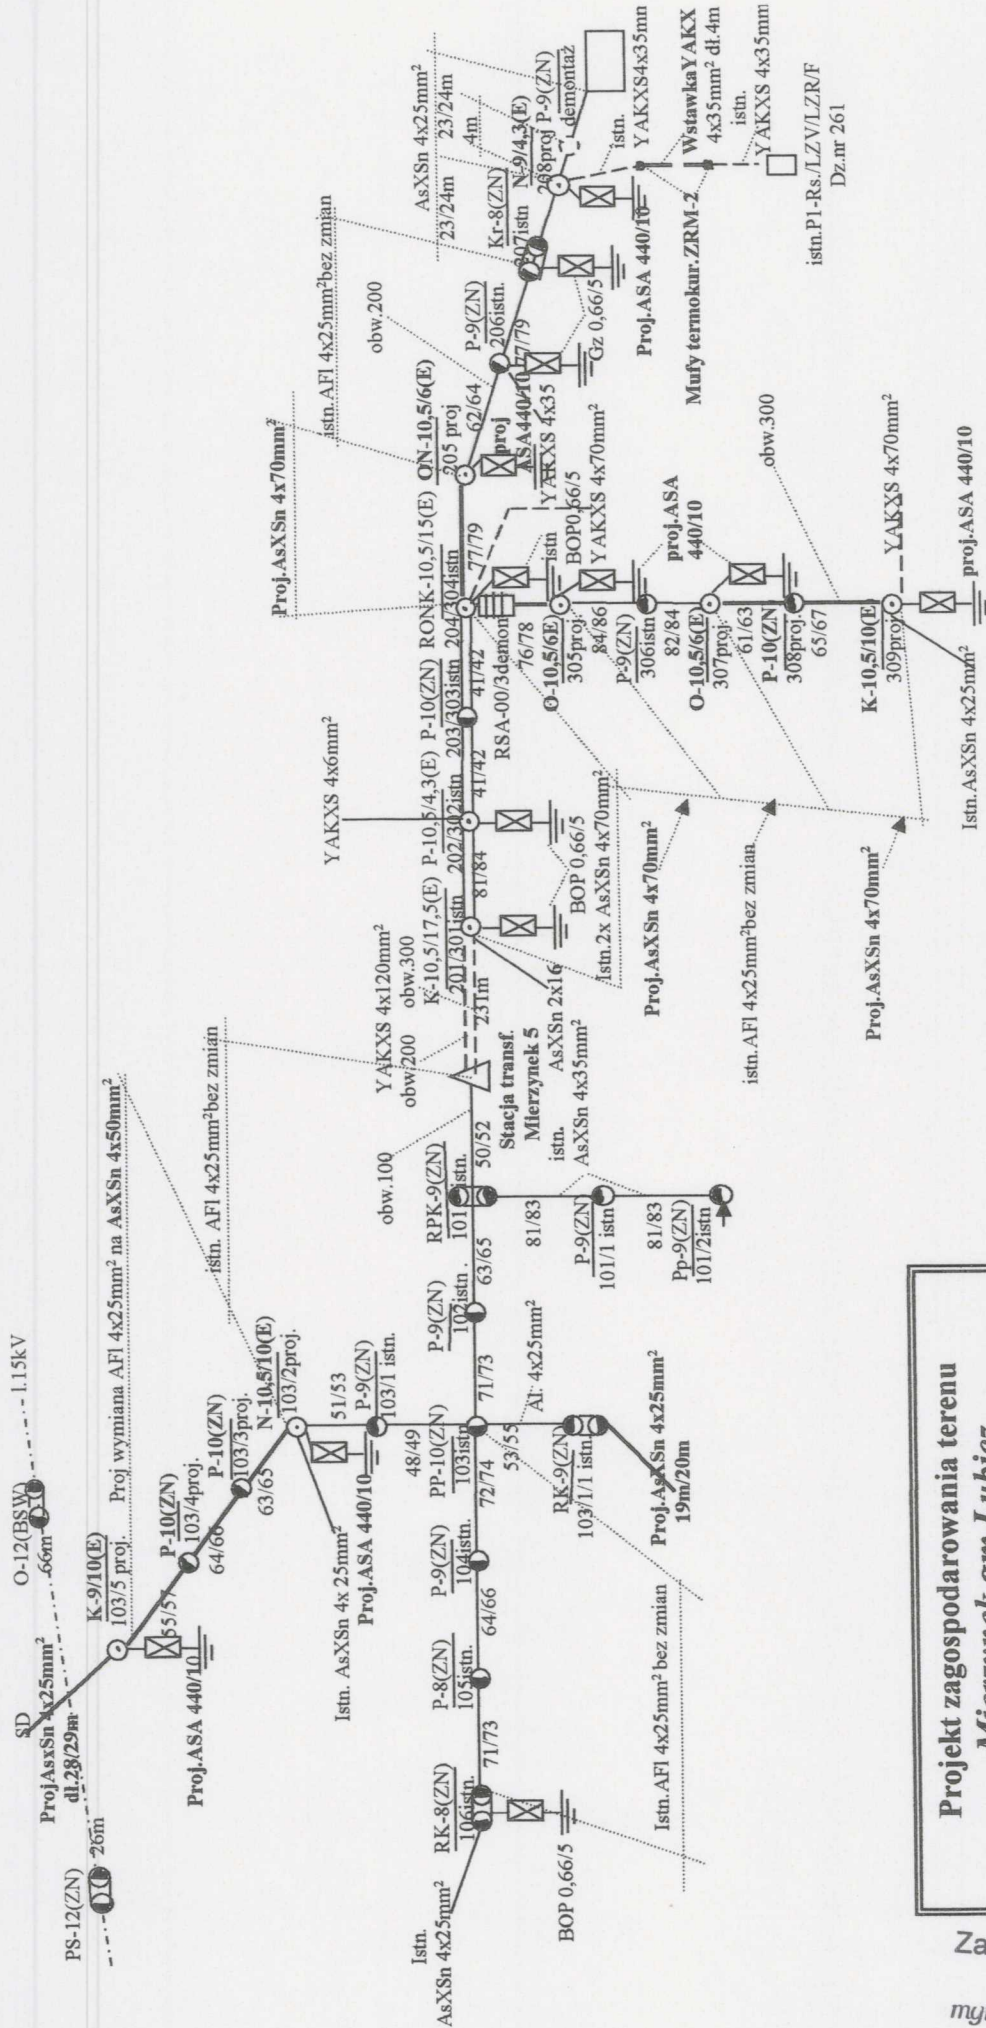 PS-12(ZN)
26m
SD
ProjAsxSn 4x25mm²
dł.28/29m
O-12(BSW)
66m
- l.15kV
K-9/10(E)
103/5 proj.
Proj wymiana AFl 4x25mm² na AsXSn 4x50mm²
55/57
Proj.ASA 440/10
P-10(ZN)
103/4proj.
64/66
P-10(ZN)
103/3proj.
63/65
N-10,5/10(E)
103/2proj.
istn. AFl 4x25mm²bez zmian
Istn. AsXSn 4x 25mm²
Proj.ASA 440/10
51/53
P-9(ZN)
103/1 istn.
48/49
Istn.
AsXSn 4x25mm²
RK-8(ZN)
106istn.
BOP 0,66/5
71/73
P-8(ZN)
105istn.
64/66
P-9(ZN)
104istn.
72/74
PP-10(ZN)
103istn
53/55
Al. 4x25mm²
RK-9(ZN)
103/1/1 istn.
Proj.AsXSn 4x25mm²
19m/20m
Istn.AFl 4x25mm² bez zmian
71/73
P-9(ZN)
102istn .
63/65
RPK-9(ZN)
101 istn.
obw.100
50/52
81/83
P-9(ZN)
101/1 istn
81/83
Pp-9(ZN)
101/2istn
istn.
AsXSn 4x35mm²
Stacja transf.
Mierzynek 5
YAKXS 4x120mm²
obw.200
obw.300
231m
K-10,5/17,5(E)
201/301istn
AsXSn 2x16
BOP 0,66/5
Istn.2x AsXSn 4x70mm²
81/84
YAKXS 4x6mm²
P-10,5/4,3(E)
202/302istn
41/42
P-10(ZN)
203/303istn
41/42
RONK-10,5/15(E)
204/304istn
RSA-00/3demon
Proj.AsXSn 4x70mm²
77/79
76/78
istn
BOP0,66/5
YAKXS 4x70mm²
O-10,5/6E)
305proj.
84/86
P-9(ZN)
306istn
proj.ASA
440/10
82/84
O-10,5/6(E)
307proj
61/63
P-10(ZN)
308proj.
65/67
obw.300
K-10,5/10(E)
309proj
YAKXS 4x70mm²
proj.ASA 440/10
Istn.AsXSn 4x25mm²
Proj.AsXSn 4x70mm²
istn.AFl 4x25mm²bez zmian
Proj.AsXSn 4x70mm²
ON-10,5/6(E)
205 proj
proj
ASA440/10
YAKXS 4x35
istn.AFl 4x25mm²bez zmian
obw.200
62/64
P-9(ZN)
206istn.
77/79
Gz 0,66/5
Kr-8(ZN)
207istn
23/24m
AsXSn 4x25mm²
23/24m
4m
N-9/4,3(E)
208proj
P-9(ZN)
demontaż
Proj.ASA 440/10
istn.
YAKXS4x35mm
Mufy termokur.ZRM-2
WstawkaYAKX
4x35mm² dł.4m
istn.
YAKXS 4x35mm
istn.P1-Rs./LZV/LZR/F
Dz.nr 261
Projekt zagospodarowania terenu
Mierzynek gm.Lubicz
Za